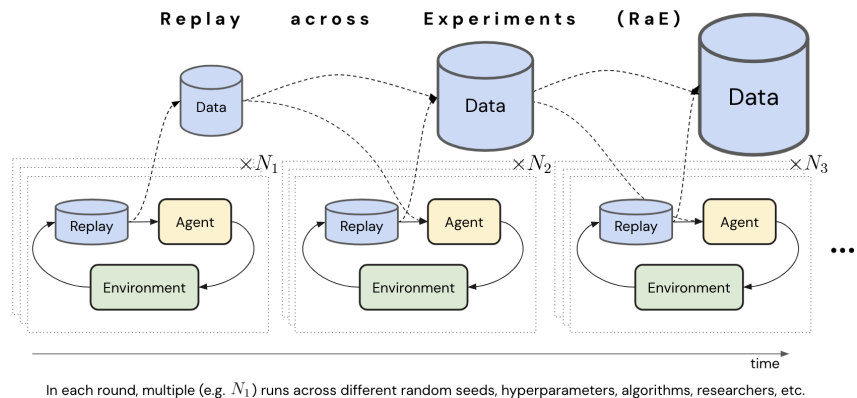 Replay across Experiments (RaE)
Data
Data
Data
×N₁
×N₂
×N₃
Replay
Agent
Environment
Replay
Agent
Environment
Replay
Agent
Environment
...
time
In each round, multiple (e.g. N₁) runs across different random seeds, hyperparameters, algorithms, researchers, etc.